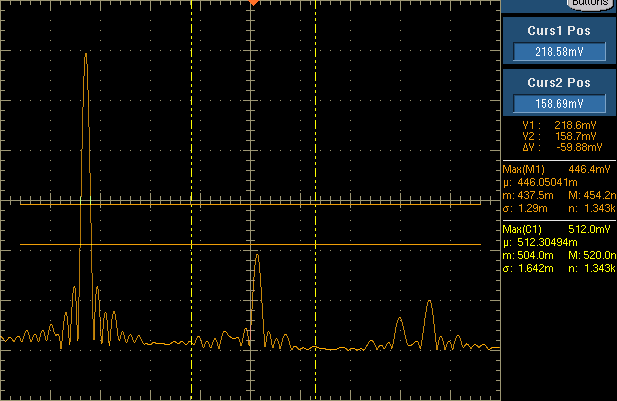 Buttons
Curs1 Pos
218.58mV
Curs2 Pos
158.69mV
V1 : 218.6mV
V2 : 158.7mV
ΔV : -59.88mV
Max(M1) 446.4mV
µ: 446.05041m
m: 437.5m M: 454.2n
σ: 1.29m n: 1.343k
Max(C1) 512.0mV
µ: 512.30494m
m: 504.0m M: 520.0n
σ: 1.642m n: 1.343k